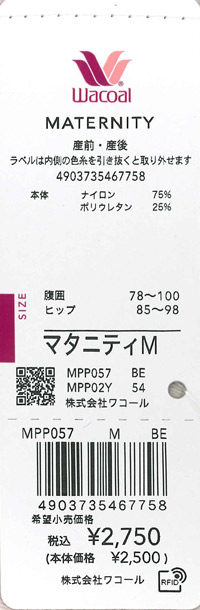 Wacoal
MATERNITY
産前・産後
ラベルは内側の色糸を引き抜くと取り外せます
4903735467758
本体 ナイロン 75%
ポリウレタン 25%
SIZE
腹囲 78～100
ヒップ 85～98
マタニティM
MPP057 BE
MPP02Y 54
株式会社ワコール
MPP057 M BE
4903735467758
希望小売価格
税込 ¥2,750
(本体価格 ¥2,500)
株式会社ワコール
RFID